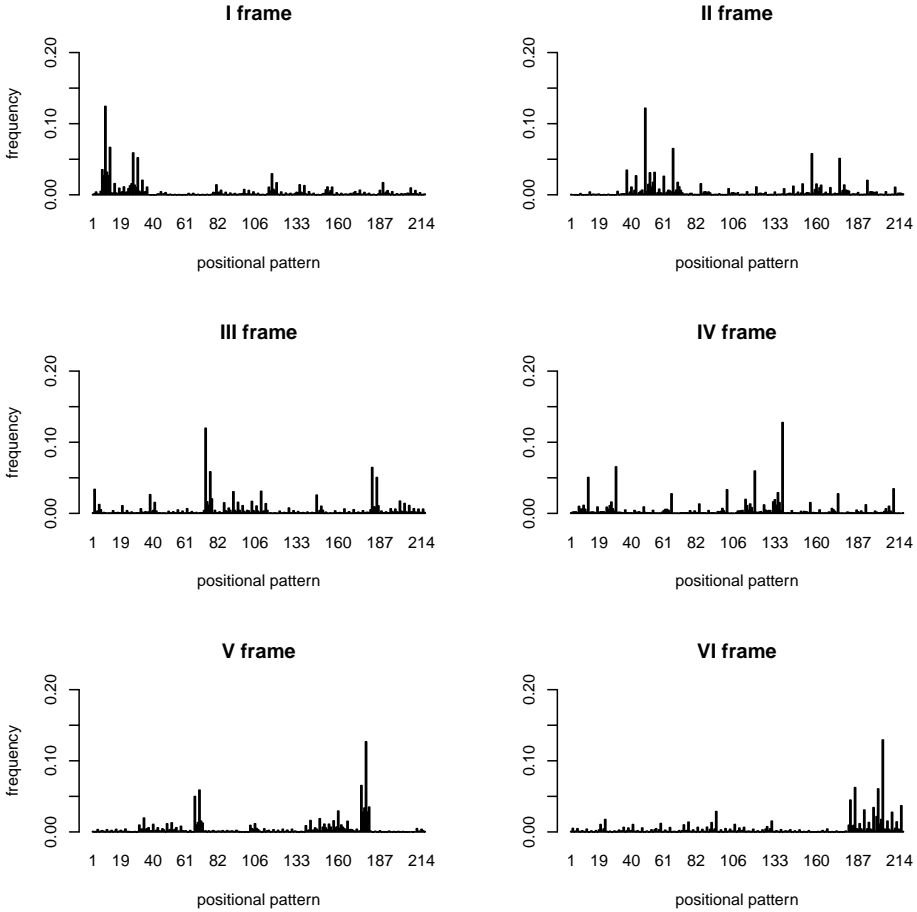 I frame
II frame
frequency
0.00 0.10 0.20
0.00 0.10 0.20
1 19 40 61 82 106 133 160 187 214
1 19 40 61 82 106 133 160 187 214
positional pattern
positional pattern
III frame
IV frame
frequency
0.00 0.10 0.20
0.00 0.10 0.20
1 19 40 61 82 106 133 160 187 214
1 19 40 61 82 106 133 160 187 214
positional pattern
positional pattern
V frame
VI frame
frequency
0.00 0.10 0.20
0.00 0.10 0.20
1 19 40 61 82 106 133 160 187 214
1 19 40 61 82 106 133 160 187 214
positional pattern
positional pattern